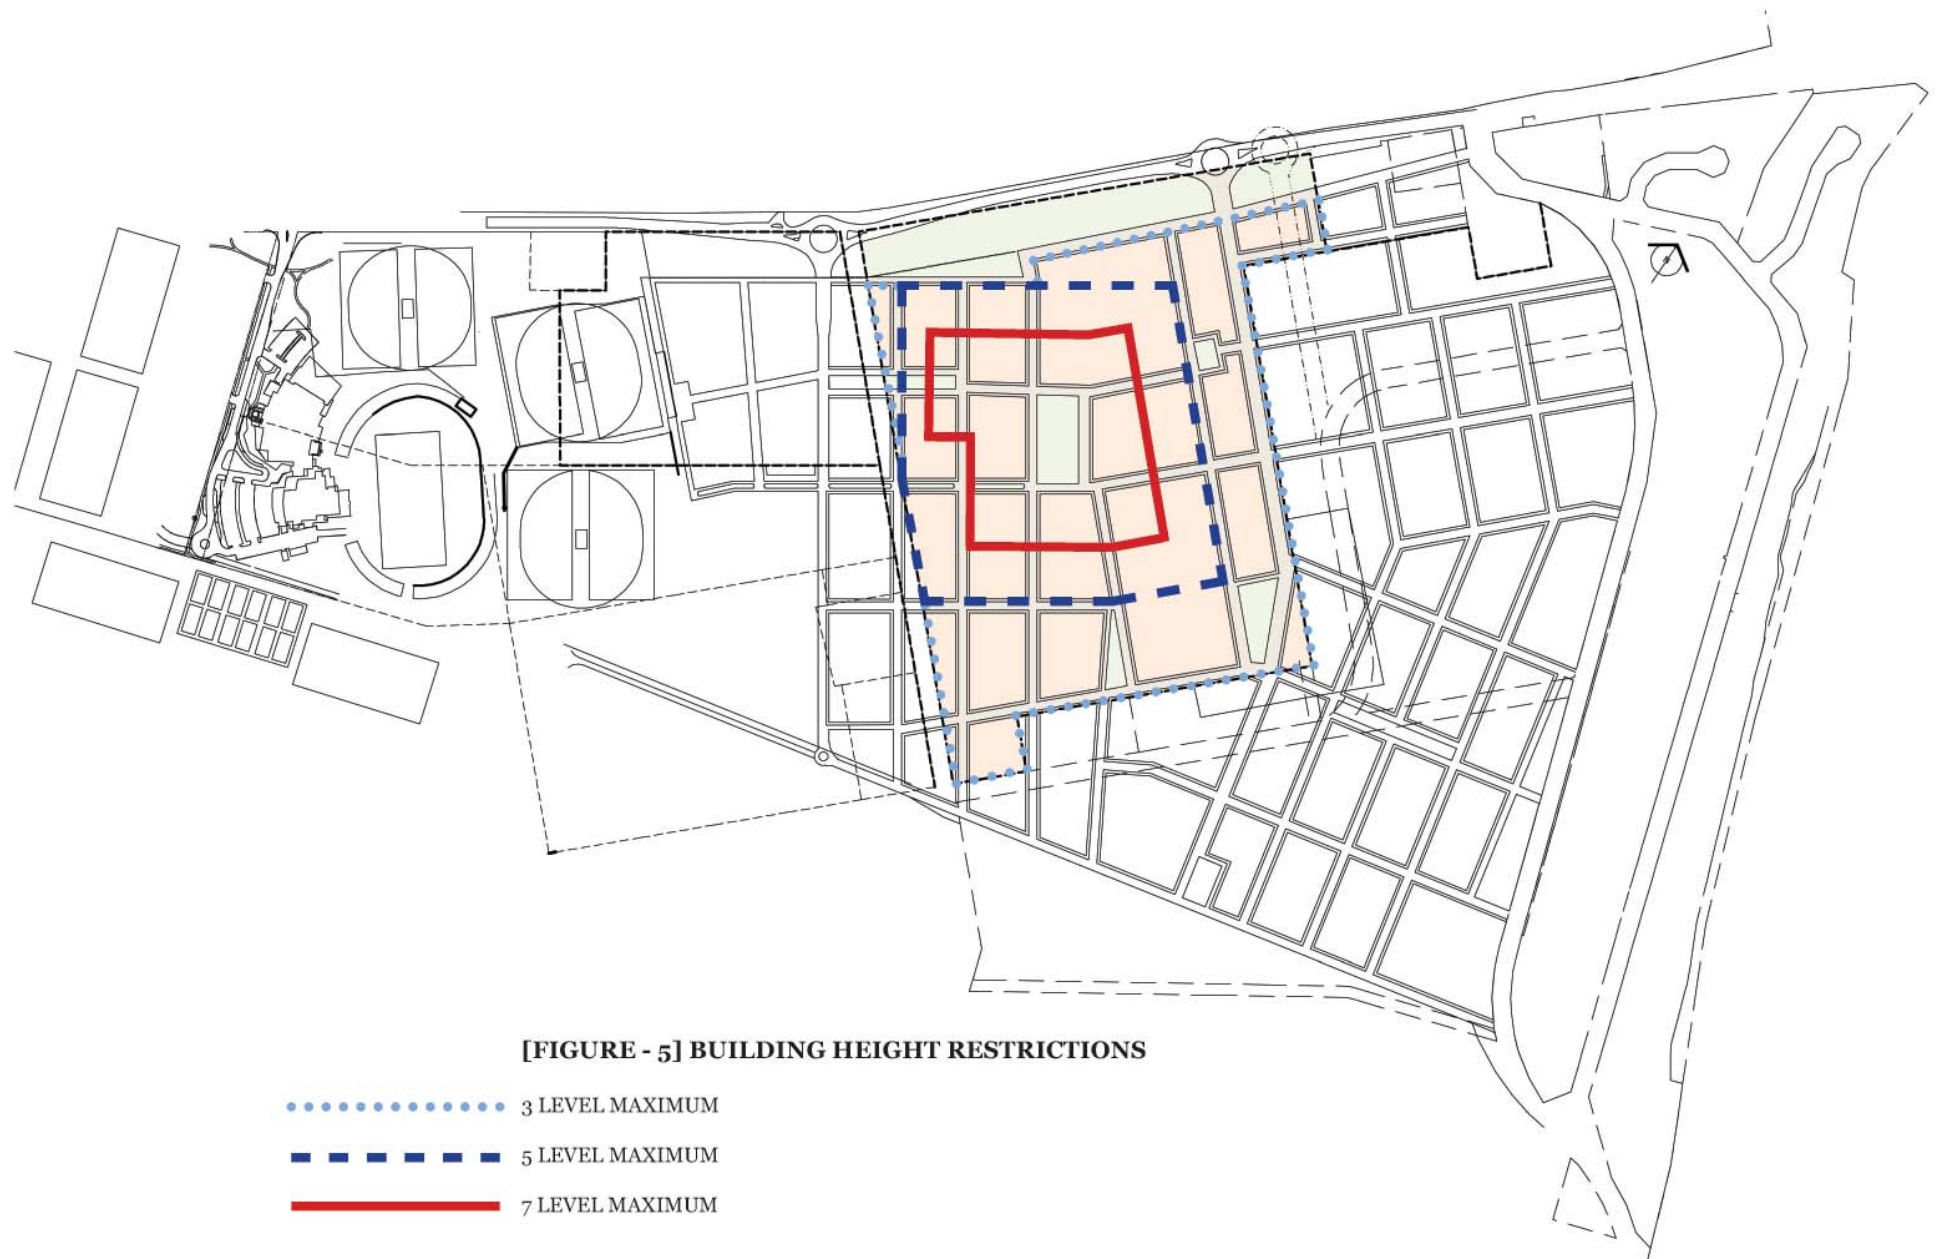 [FIGURE - 5] BUILDING HEIGHT RESTRICTIONS
3 LEVEL MAXIMUM
5 LEVEL MAXIMUM
7 LEVEL MAXIMUM